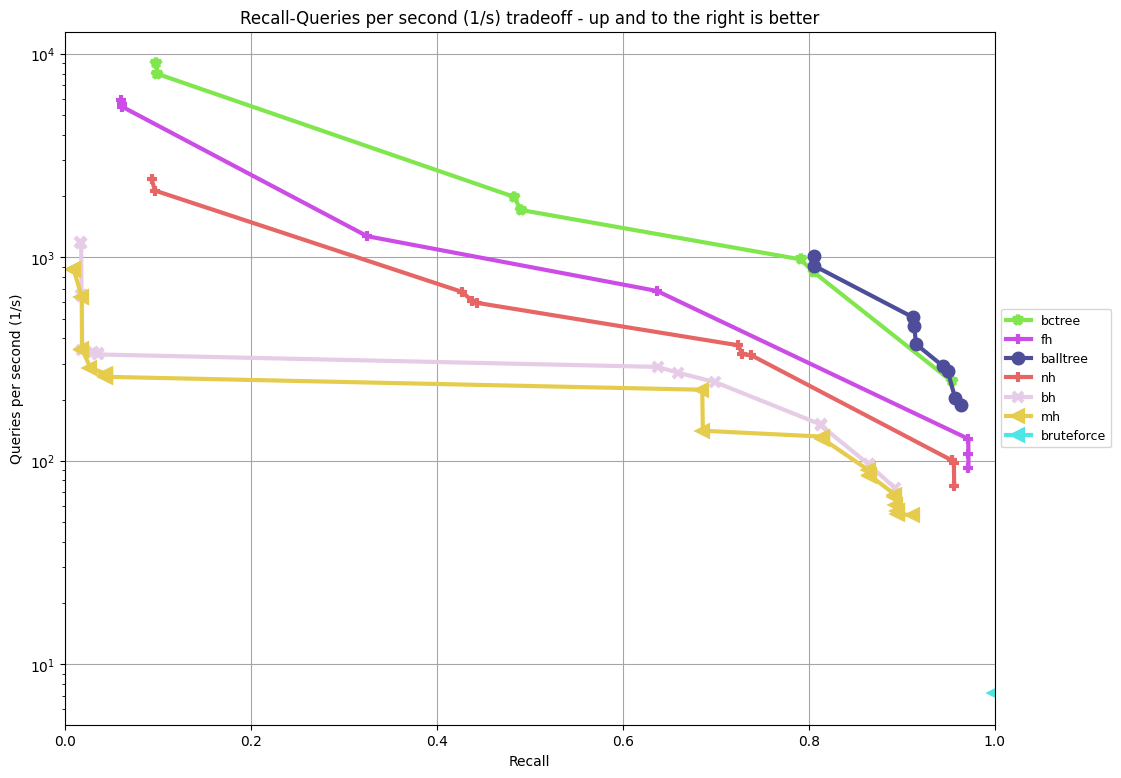 Recall-Queries per second (1/s) tradeoff - up and to the right is better
Queries per second (1/s)
10^4
10^3
10^2
10^1
0.0 0.2 0.4 0.6 0.8 1.0
Recall
bctree
fh
balltree
nh
bh
mh
bruteforce